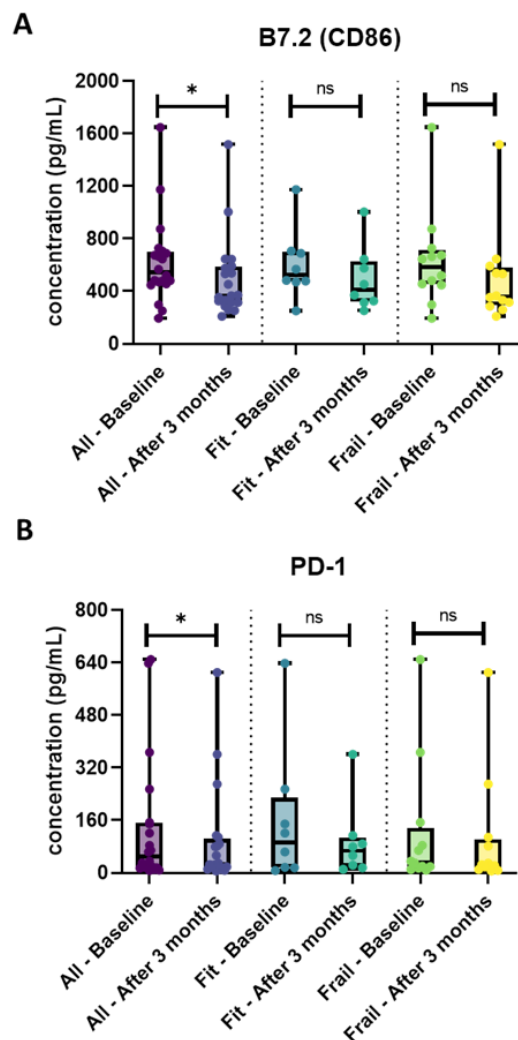 A
B7.2 (CD86)
concentration (pg/mL)
2000
1600
1200
800
400
0
*
ns
ns
All - Baseline
All - After 3 months
Fit - Baseline
Fit - After 3 months
Frail - Baseline
Frail - After 3 months
B
PD-1
concentration (pg/mL)
800
640
480
320
160
0
*
ns
ns
All - Baseline
All - After 3 months
Fit - Baseline
Fit - After 3 months
Frail - Baseline
Frail - After 3 months